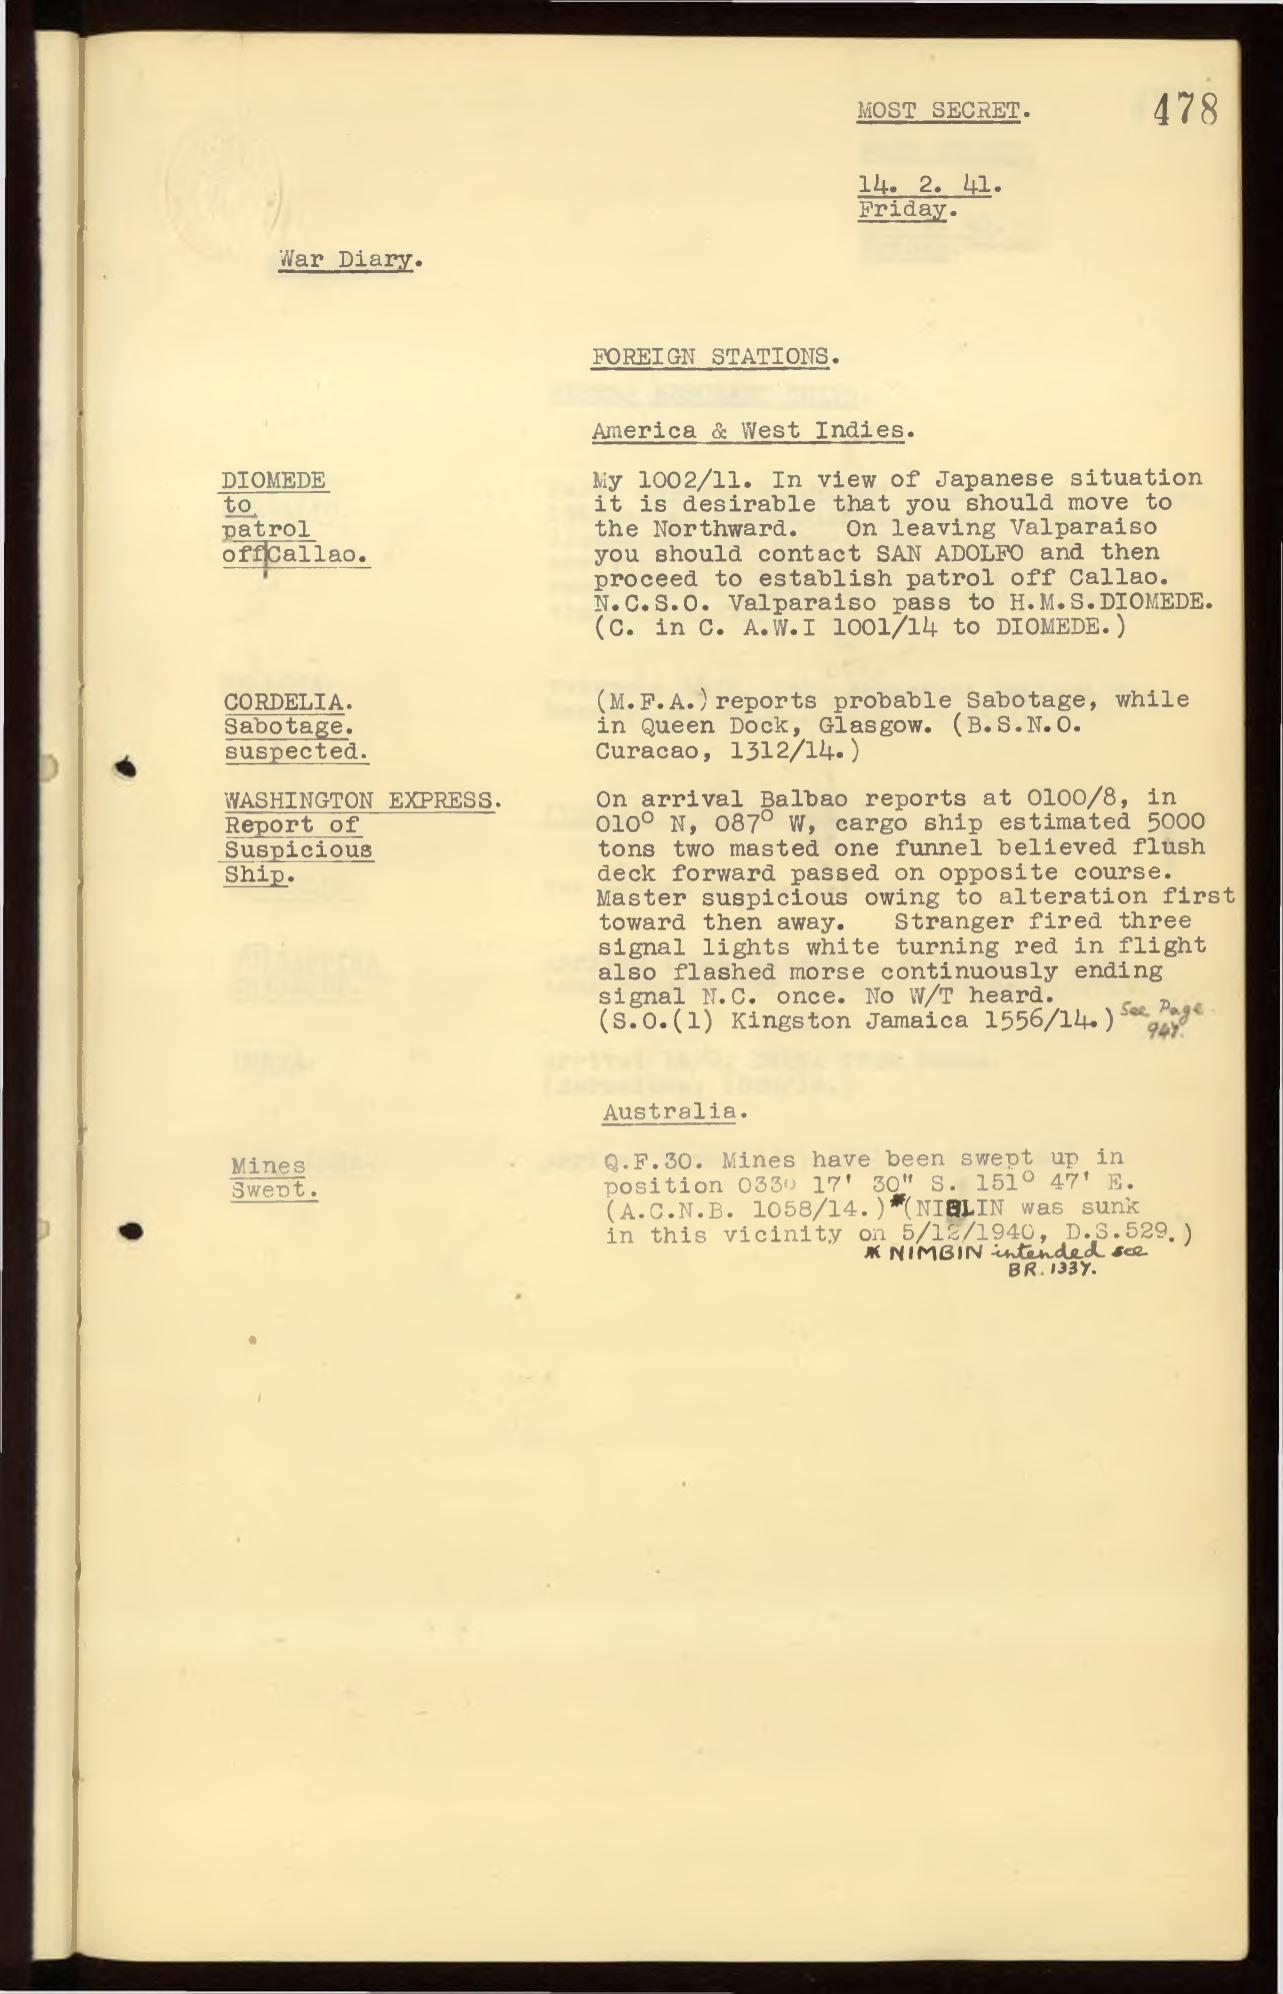 MOST SECRET.
478
14. 2. 41.
Friday.
War Diary.
FOREIGN STATIONS.
America & West Indies.
DIOMEDE
to
patrol
off Callao.
My 1002/11. In view of Japanese situation
it is desirable that you should move to
the Northward. On leaving Valparaiso
you should contact SAN ADOLFO and then
proceed to establish patrol off Callao.
N.C.S.O. Valparaiso pass to H.M.S.DIOMEDE.
(C. in C. A.W.I 1001/14 to DIOMEDE.)
CORDELIA.
Sabotage.
suspected.
(M.F.A.) reports probable Sabotage, while
in Queen Dock, Glasgow. (B.S.N.O.
Curacao, 1312/14.)
WASHINGTON EXPRESS.
Report of
Suspicious
Ship.
On arrival Balbao reports at 0100/8, in
010° N, 087° W, cargo ship estimated 5000
tons two masted one funnel believed flush
deck forward passed on opposite course.
Master suspicious owing to alteration first
toward then away. Stranger fired three
signal lights white turning red in flight
also flashed morse continuously ending
signal N.C. once. No W/T heard.
(S.O.(1) Kingston Jamaica 1556/14.)
See Page
947.
Australia.
Mines
Swept.
Q.F.30. Mines have been swept up in
position 033° 17' 30" S. 151° 47' E.
(A.C.N.B. 1058/14.) * ( was sunk
in this vicinity on 5/12/1940, D.S.529.)
* NIMBIN intended see
BR. 1337.